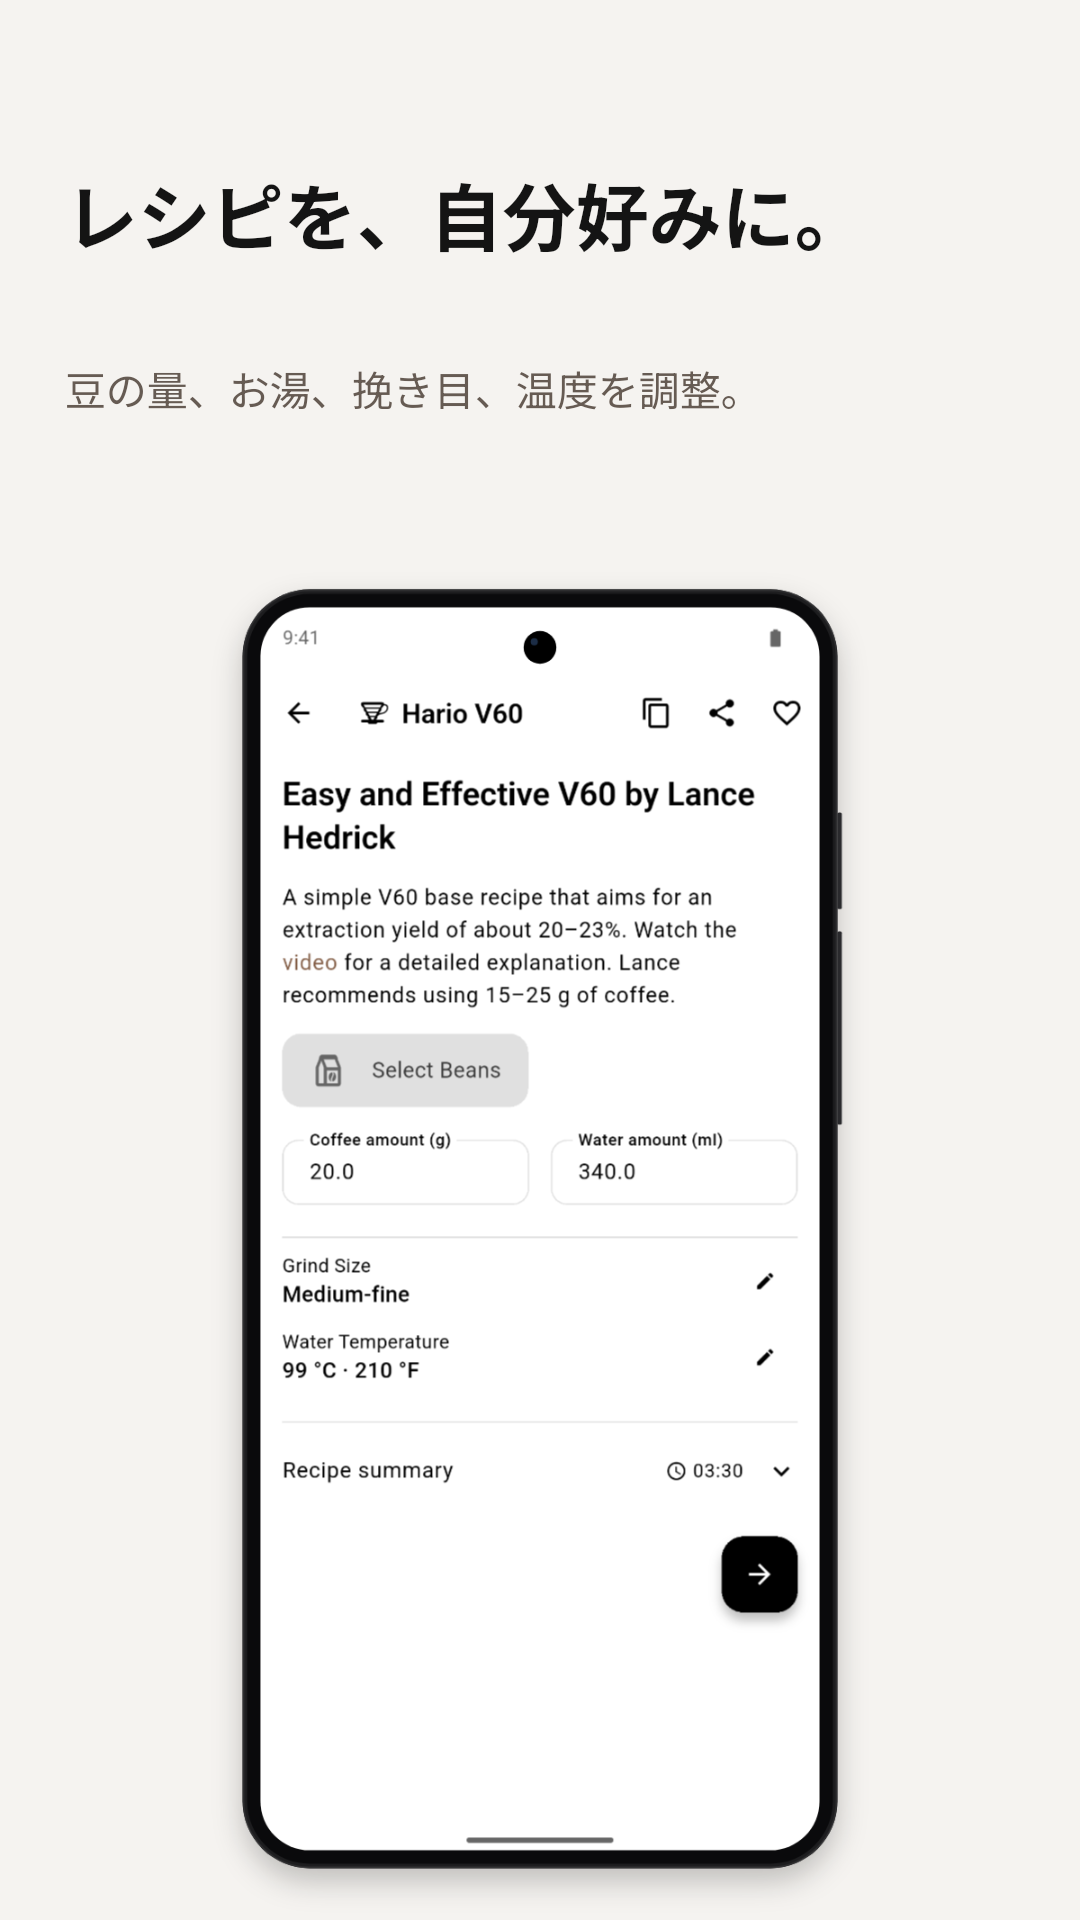 レシピを、自分好みに。
豆の量、お湯、挽き目、温度を調整。
9:41
Hario V60
Easy and Effective V60 by Lance
Hedrick
A simple V60 base recipe that aims for an
extraction yield of about 20–23%. Watch the
video for a detailed explanation. Lance
recommends using 15–25 g of coffee.
Select Beans
Coffee amount (g)
20.0
Water amount (ml)
340.0
Grind Size
Medium-fine
Water Temperature
99 °C · 210 °F
Recipe summary
03:30